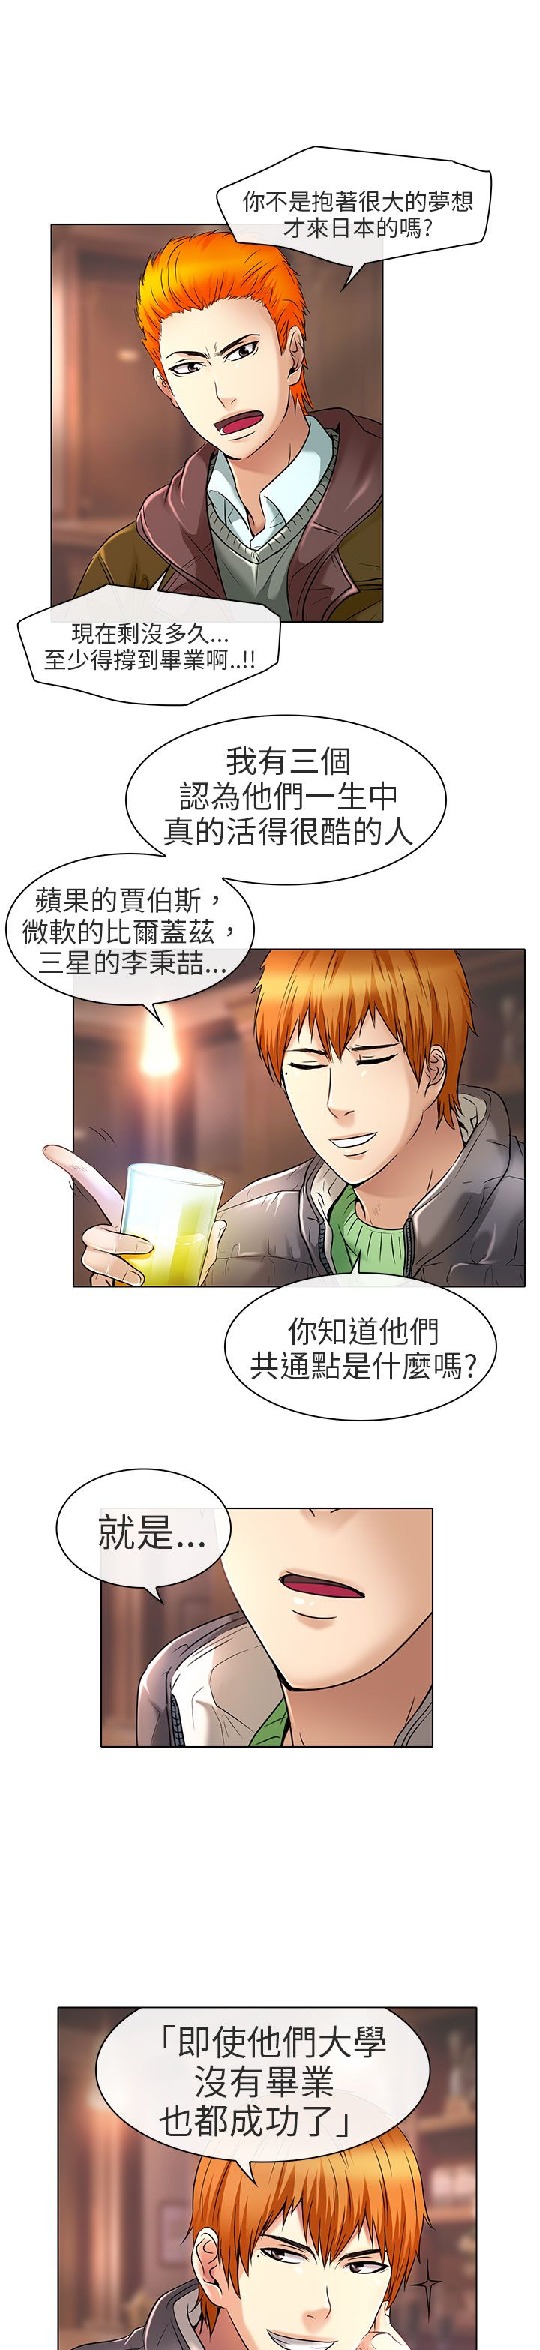 你不是抱著很大的夢想
才來日本的嗎?
現在剩沒多久...
至少得撐到畢業啊..!!
我有三個
認為他們一生中
真的活得很酷的人
蘋果的賈伯斯，
微軟的比爾蓋茲，
三星的李秉喆...
你知道他們
共通點是什麼嗎?
就是...
「即使他們大學
沒有畢業
也都成功了」